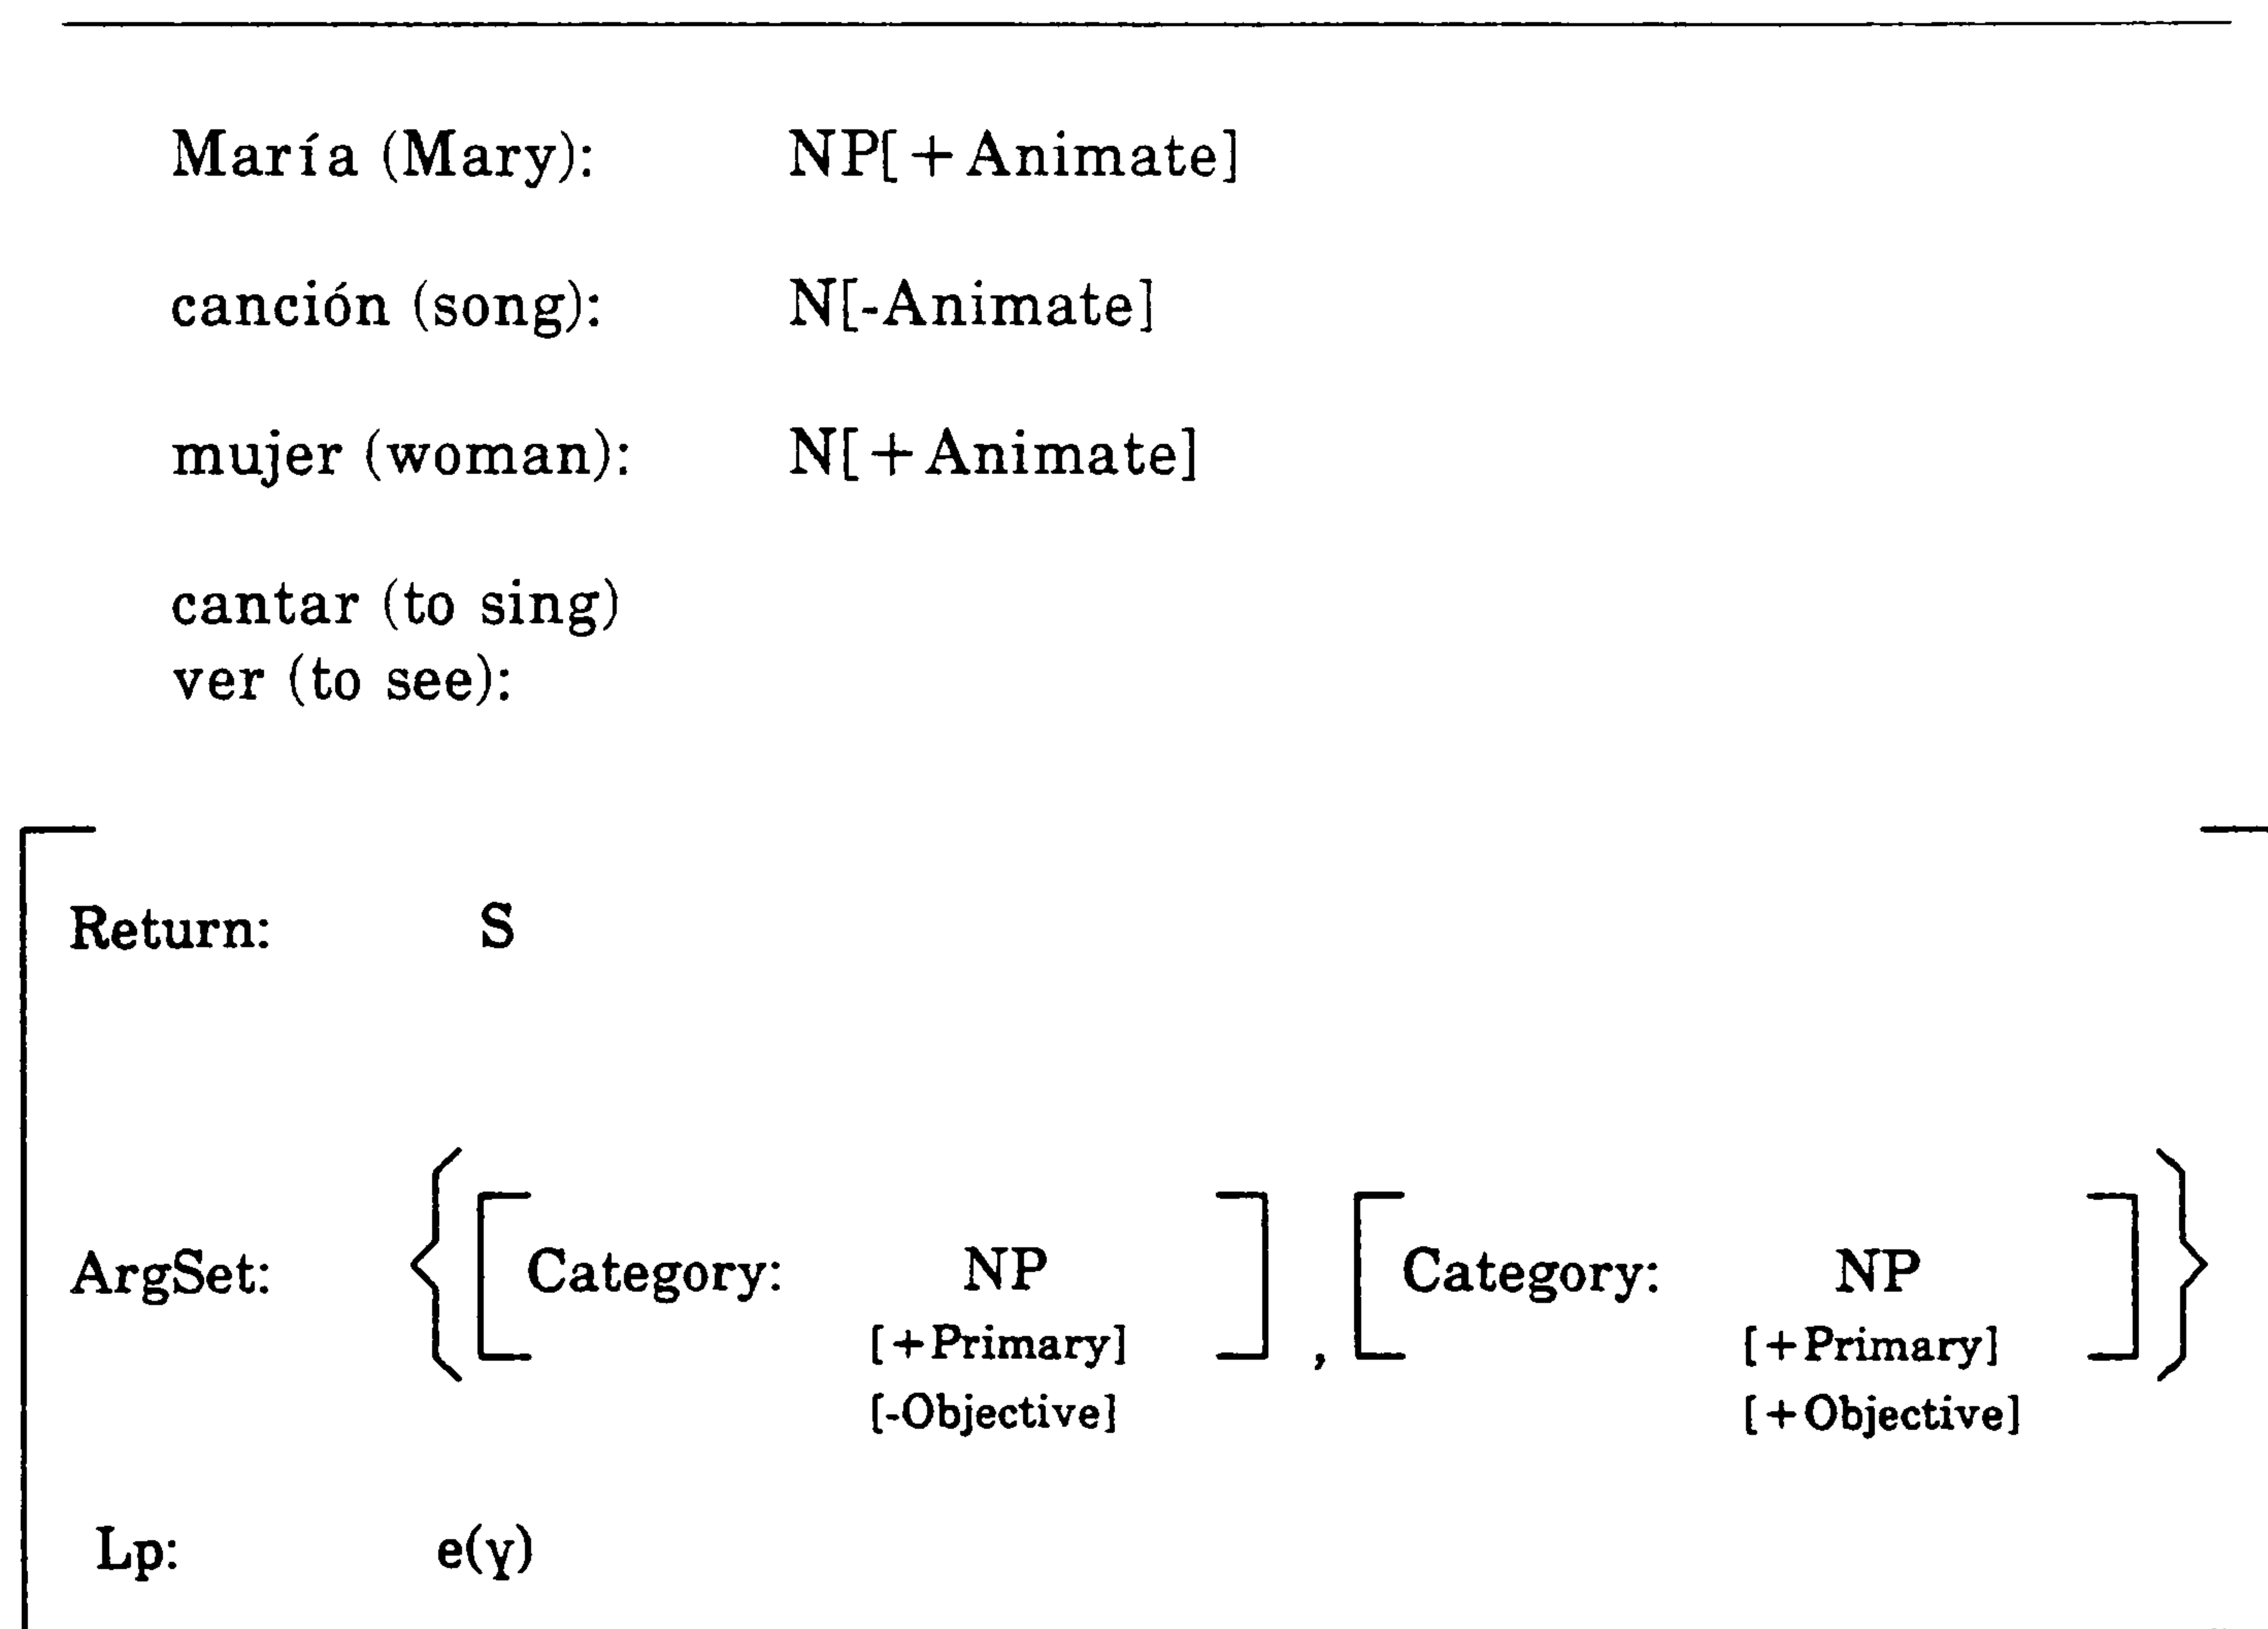 María (Mary): NP[+Animate]
canción (song): N[-Animate]
mujer (woman): N[+Animate]
cantar (to sing)
ver (to see):
Return: S
ArgSet: { [ Category: NP ] , [ Category: NP ] }
[+Primary] [+Primary]
[-Objective] [+Objective]
Lp: e(γ)